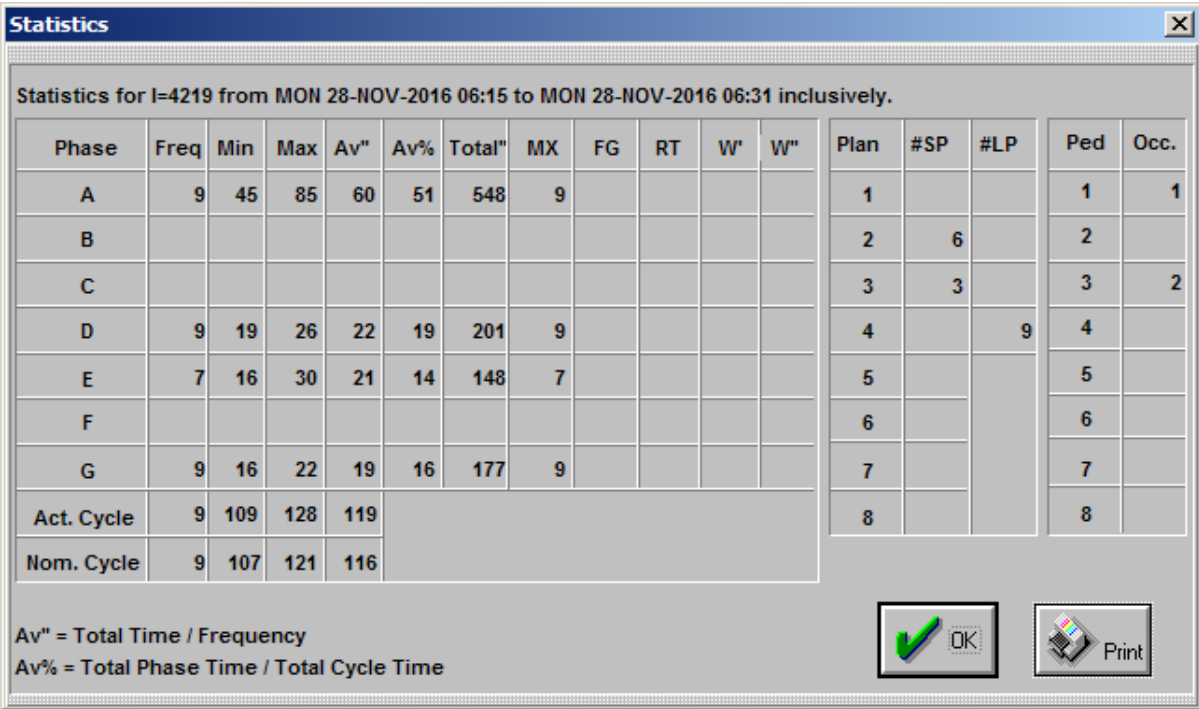 Statistics
Statistics for I=4219 from MON 28-NOV-2016 06:15 to MON 28-NOV-2016 06:31 inclusively.
Phase Freq Min Max Av" Av% Total" MX FG RT W' W" Plan #SP #LP Ped Occ.
A 9 45 85 60 51 548 9 1 1 1
B 2 6 2
C 3 3 3 2
D 9 19 26 22 19 201 9 4 9 4
E 7 16 30 21 14 148 7 5 5
F 6 6
G 9 16 22 19 16 177 9 7 7
Act. Cycle 9 109 128 119 8 8
Nom. Cycle 9 107 121 116
Av" = Total Time / Frequency
Av% = Total Phase Time / Total Cycle Time
OK
Print